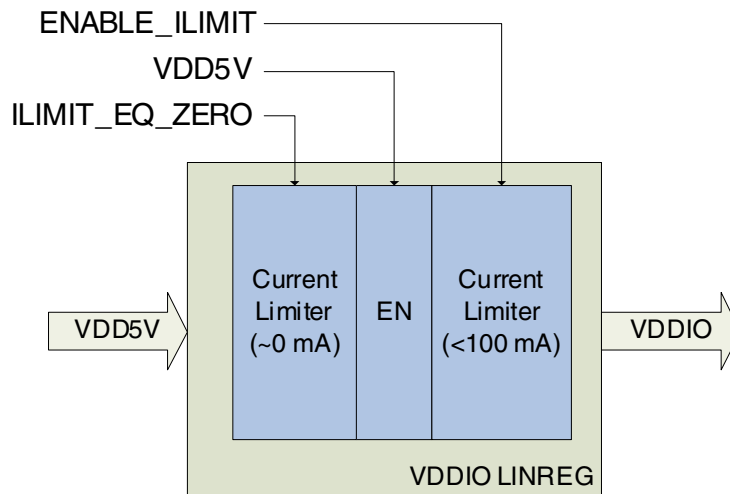 ENABLE_ILIMIT
VDD5V
ILIMIT_EQ_ZERO
Current
Limiter
(~0 mA)
EN
Current
Limiter
(<100 mA)
VDD5V
VDDIO
VDDIO LINREG